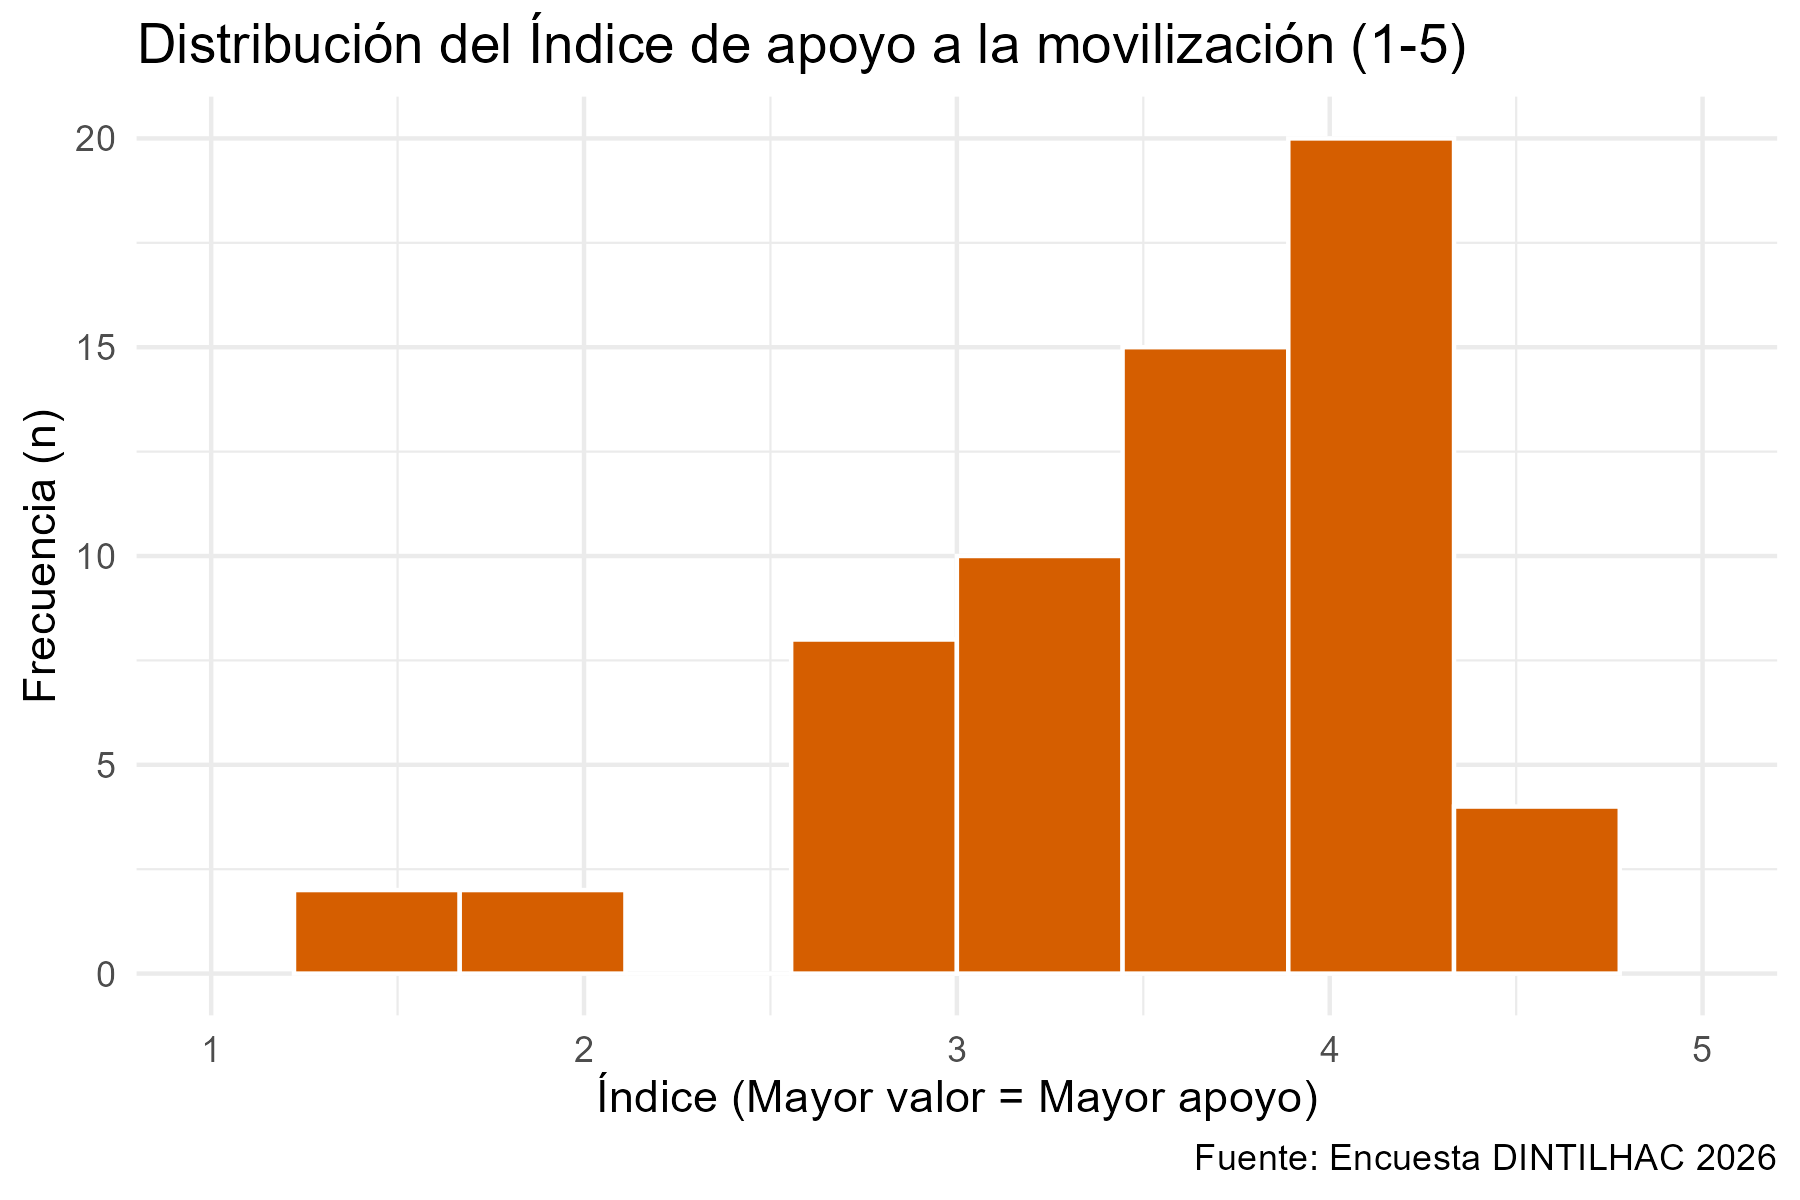 Distribución del Índice de apoyo a la movilización (1-5)
Frecuencia (n)
20
15
10
5
0
1 2 3 4 5
Índice (Mayor valor = Mayor apoyo)
Fuente: Encuesta DINTILHAC 2026